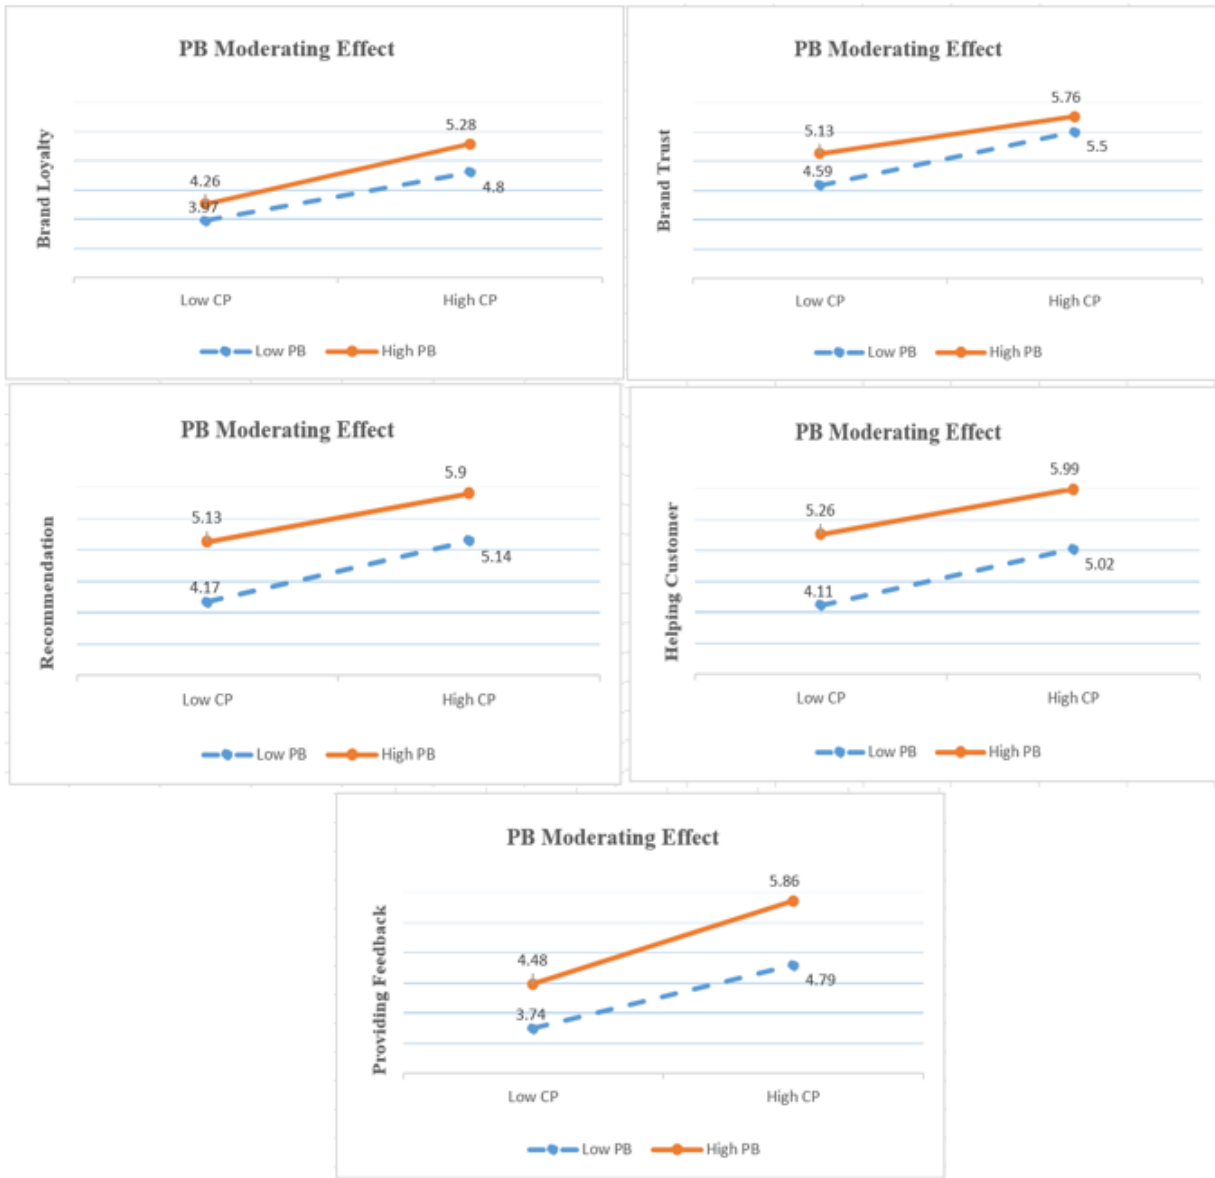 PB Moderating Effect
Brand Loyalty
5.28
4.26
3.97
4.8
Low CP
High CP
Low PB
High PB
PB Moderating Effect
Brand Trust
5.76
5.13
4.59
5.5
Low CP
High CP
Low PB
High PB
PB Moderating Effect
Recommendation
5.9
5.13
4.17
5.14
Low CP
High CP
Low PB
High PB
PB Moderating Effect
Helping Customer
5.99
5.26
4.11
5.02
Low CP
High CP
Low PB
High PB
PB Moderating Effect
Providing Feedback
5.86
4.48
3.74
4.79
Low CP
High CP
Low PB
High PB